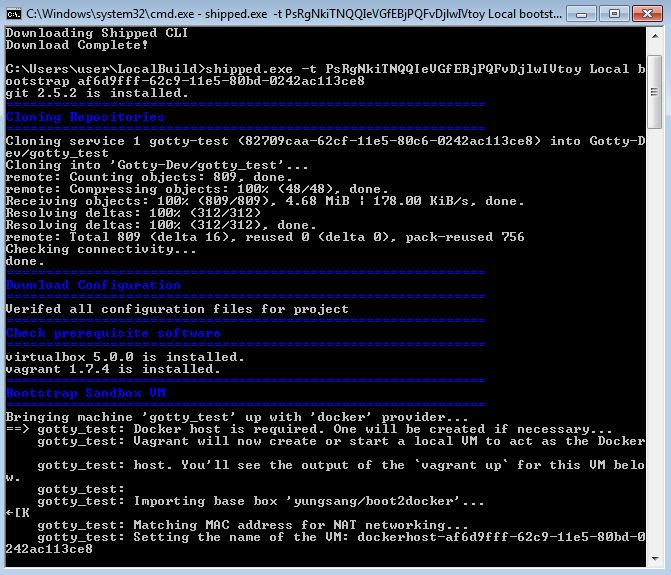 C:\Windows\system32\cmd.exe - shipped.exe -t PsRgNkiTNQQIeVGfEBjPQFvDjlwIVtoy Local bootst...
Downloading Shipped CLI
Download Complete!
C:\Users\user\LocalBuild>shipped.exe -t PsRgNkiTNQQIeVGfEBjPQFvDjlwIVtoy Local b
ootstrap af6d9fff-62c9-11e5-80bd-0242ac113ce8
git 2.5.2 is installed.
============================================================
Cloning Repositories
============================================================
Cloning service 1 gotty-test (82709caa-62cf-11e5-80c6-0242ac113ce8) into Gotty-D
ev/gotty_test
Cloning into 'Gotty-Dev/gotty_test'...
remote: Counting objects: 809, done.
remote: Compressing objects: 100% (48/48), done.
Receiving objects: 100% (809/809), 4.68 MiB ¦ 178.00 KiB/s, done.
Resolving deltas: 100% (312/312)
Resolving deltas: 100% (312/312), done.
remote: Total 809 (delta 16), reused 0 (delta 0), pack-reused 756
Checking connectivity...
done.
============================================================
Download Configuration
============================================================
Verifed all configuration files for project
============================================================
Check prerequisite software
============================================================
virtualbox 5.0.0 is installed.
vagrant 1.7.4 is installed.
============================================================
Bootstrap Sandbox VM
============================================================
Bringing machine 'gotty_test' up with 'docker' provider...
==> gotty_test: Docker host is required. One will be created if necessary...
    gotty_test: Vagrant will now create or start a local VM to act as the Docker
    gotty_test: host. You'll see the output of the `vagrant up` for this VM belo
w.
    gotty_test:
    gotty_test: Importing base box 'yungsang/boot2docker'...
←[K
    gotty_test: Matching MAC address for NAT networking...
    gotty_test: Setting the name of the VM: dockerhost-af6d9fff-62c9-11e5-80bd-0
242ac113ce8